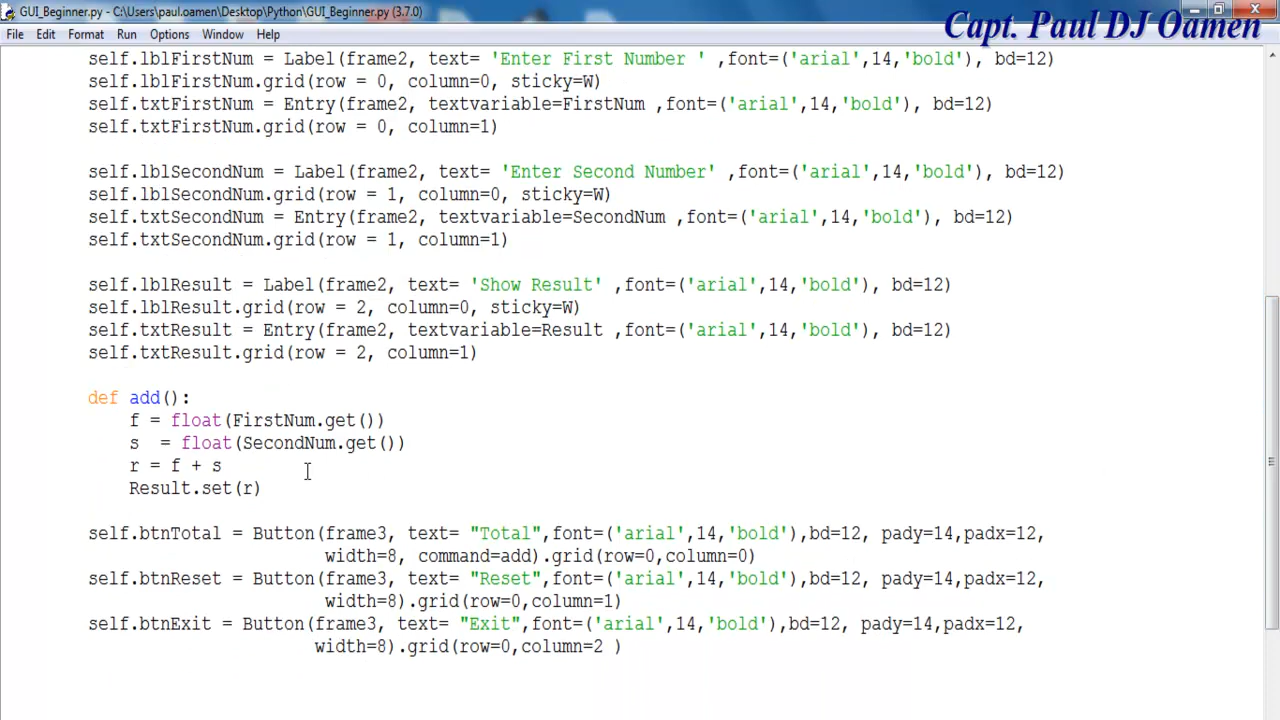 GUI_Beginner.py - C:\Users\paul.oamen\Desktop\Python\GUI_Beginner.py (3.7.0)
Capt. Paul DJ Oamen
File Edit Format Run Options Window Help
self.lblFirstNum = Label(frame2, text= 'Enter First Number ' ,font=('arial',14,'bold'), bd=12)
self.lblFirstNum.grid(row = 0, column=0, sticky=W)
self.txtFirstNum = Entry(frame2, textvariable=FirstNum ,font=('arial',14,'bold'), bd=12)
self.txtFirstNum.grid(row = 0, column=1)
self.lblSecondNum = Label(frame2, text= 'Enter Second Number' ,font=('arial',14,'bold'), bd=12)
self.lblSecondNum.grid(row = 1, column=0, sticky=W)
self.txtSecondNum = Entry(frame2, textvariable=SecondNum ,font=('arial',14,'bold'), bd=12)
self.txtSecondNum.grid(row = 1, column=1)
self.lblResult = Label(frame2, text= 'Show Result' ,font=('arial',14,'bold'), bd=12)
self.lblResult.grid(row = 2, column=0, sticky=W)
self.txtResult = Entry(frame2, textvariable=Result ,font=('arial',14,'bold'), bd=12)
self.txtResult.grid(row = 2, column=1)
def add():
f = float(FirstNum.get())
s  = float(SecondNum.get())
r = f + s
Result.set(r)
self.btnTotal = Button(frame3, text= "Total",font=('arial',14,'bold'),bd=12, pady=14,padx=12,
width=8, command=add).grid(row=0,column=0)
self.btnReset = Button(frame3, text= "Reset",font=('arial',14,'bold'),bd=12, pady=14,padx=12,
width=8).grid(row=0,column=1)
self.btnExit = Button(frame3, text= "Exit",font=('arial',14,'bold'),bd=12, pady=14,padx=12,
width=8).grid(row=0,column=2 )